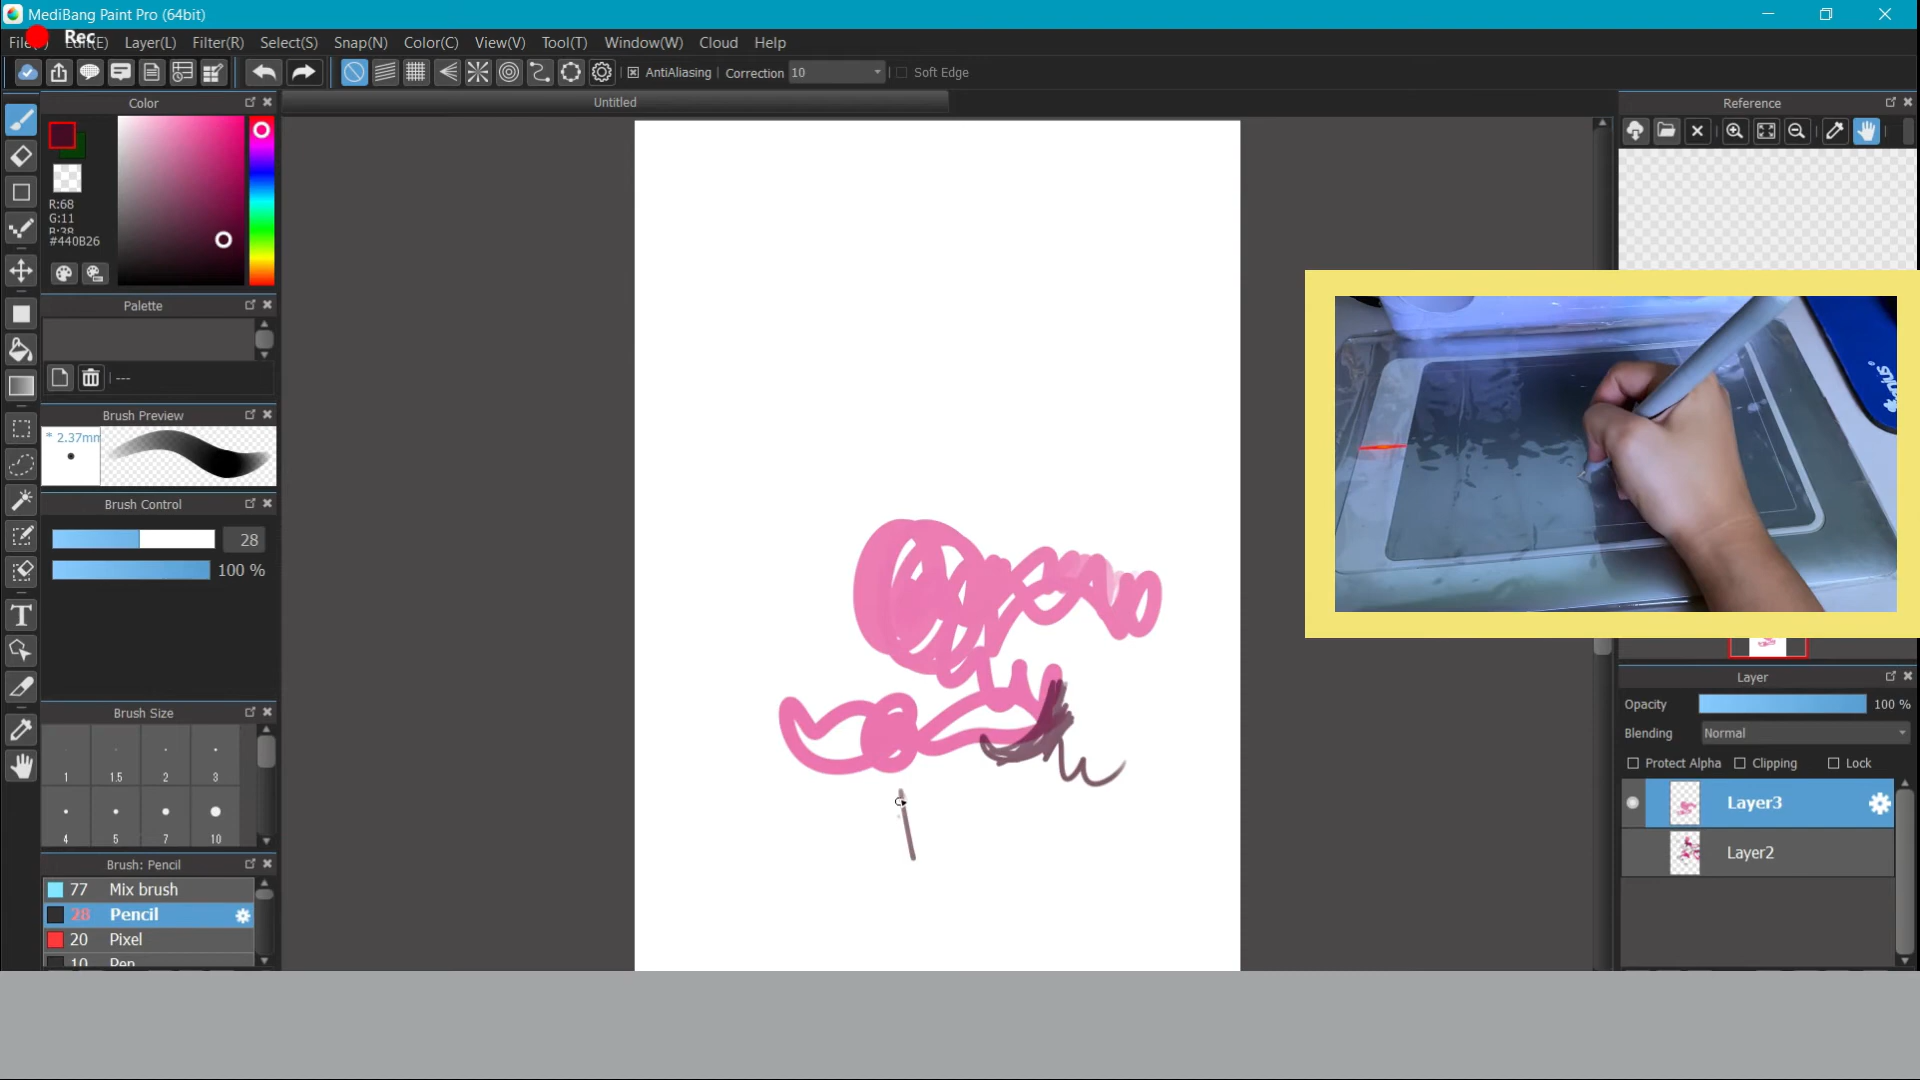 MediBang Paint Pro (64bit)
Rec
File(F) Edit(E) Layer(L) Filter(R) Select(S) Snap(N) Color(C) View(V) Tool(T) Window(W) Cloud Help
AntiAliasing Correction 10 Soft Edge
Color
Untitled
Reference
R:68
G:11
B:38
#440B26
Palette
---
Brush Preview
* 2.37mm
Brush Control
28
100 %
Brush Size
1 1.5 2 3
4 5 7 10
Brush: Pencil
77 Mix brush
28 Pencil
20 Pixel
10 Pen
T
Layer
Opacity 100 %
Blending Normal
Protect Alpha Clipping Lock
Layer3
Layer2